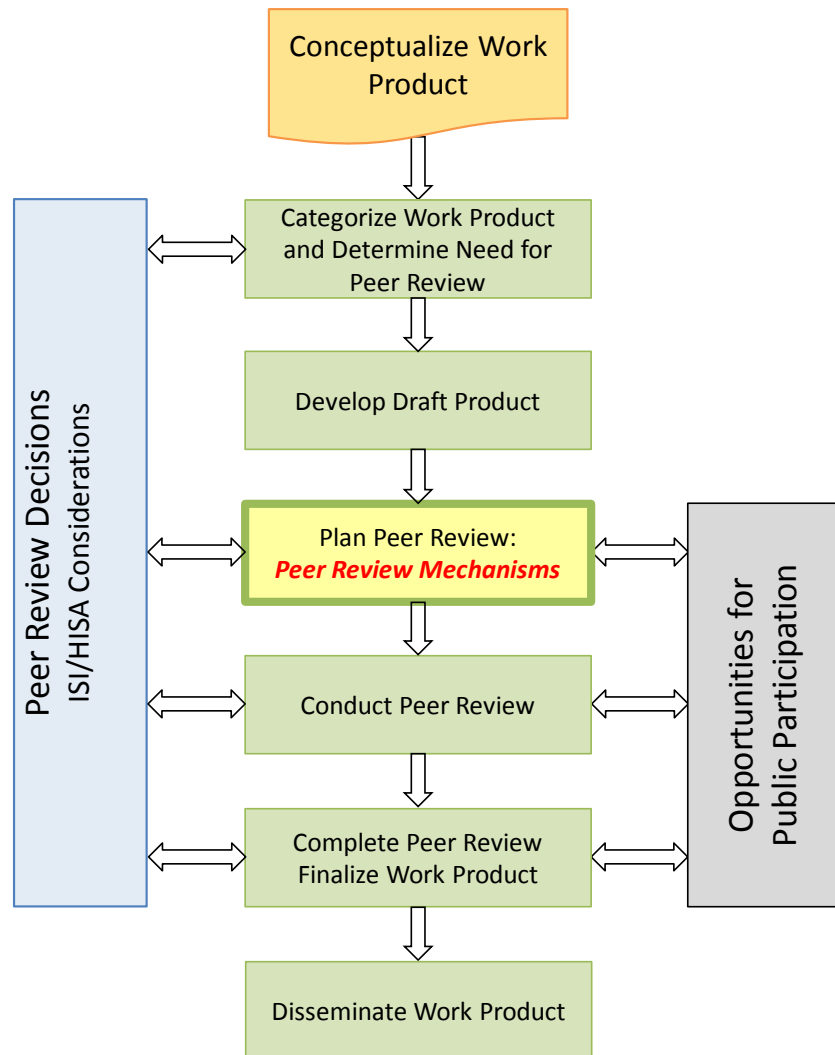 Conceptualize Work
Product
Categorize Work Product
and Determine Need for
Peer Review
Develop Draft Product
Peer Review Decisions
ISI/HISA Considerations
Plan Peer Review:
Peer Review Mechanisms
Opportunities for
Public Participation
Conduct Peer Review
Complete Peer Review
Finalize Work Product
Disseminate Work Product